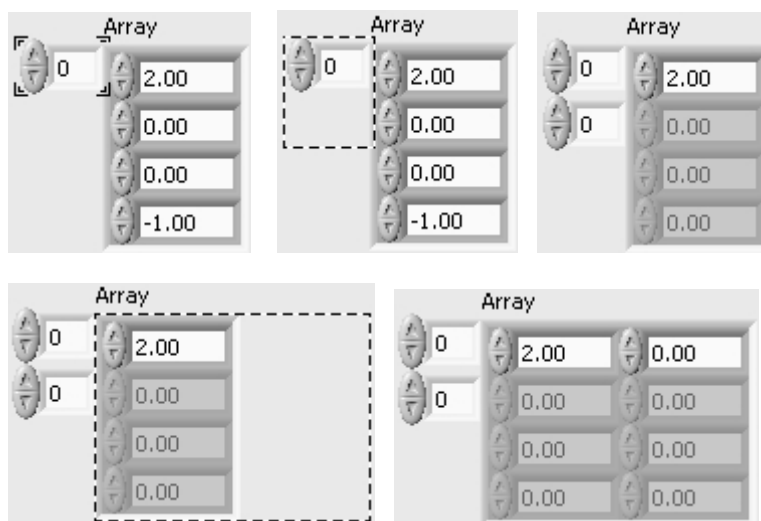 Array Array Array
0 2.00 0 2.00 0 2.00
0.00 0.00 0 0.00
0.00 0.00 0.00
-1.00 -1.00 0.00
Array Array
0 2.00 0 2.00 0.00
0 0.00 0 0.00 0.00
0.00 0.00 0.00
0.00 0.00 0.00